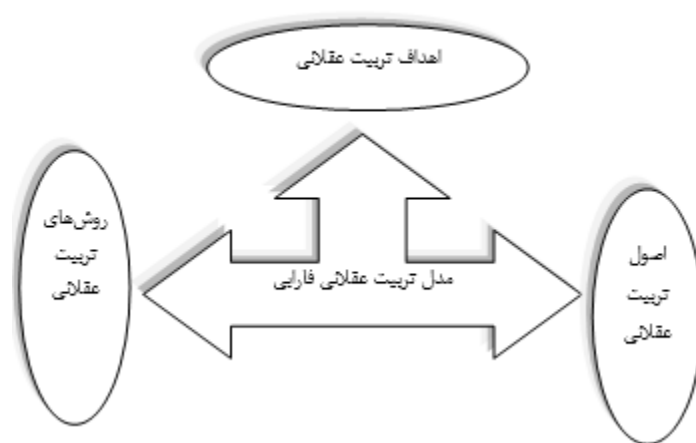 اهداف تربیت عقلانی
اصول
تربیت
عقلانی
مدل تربیت عقلانی فارابی
روش‌های
تربیت
عقلانی